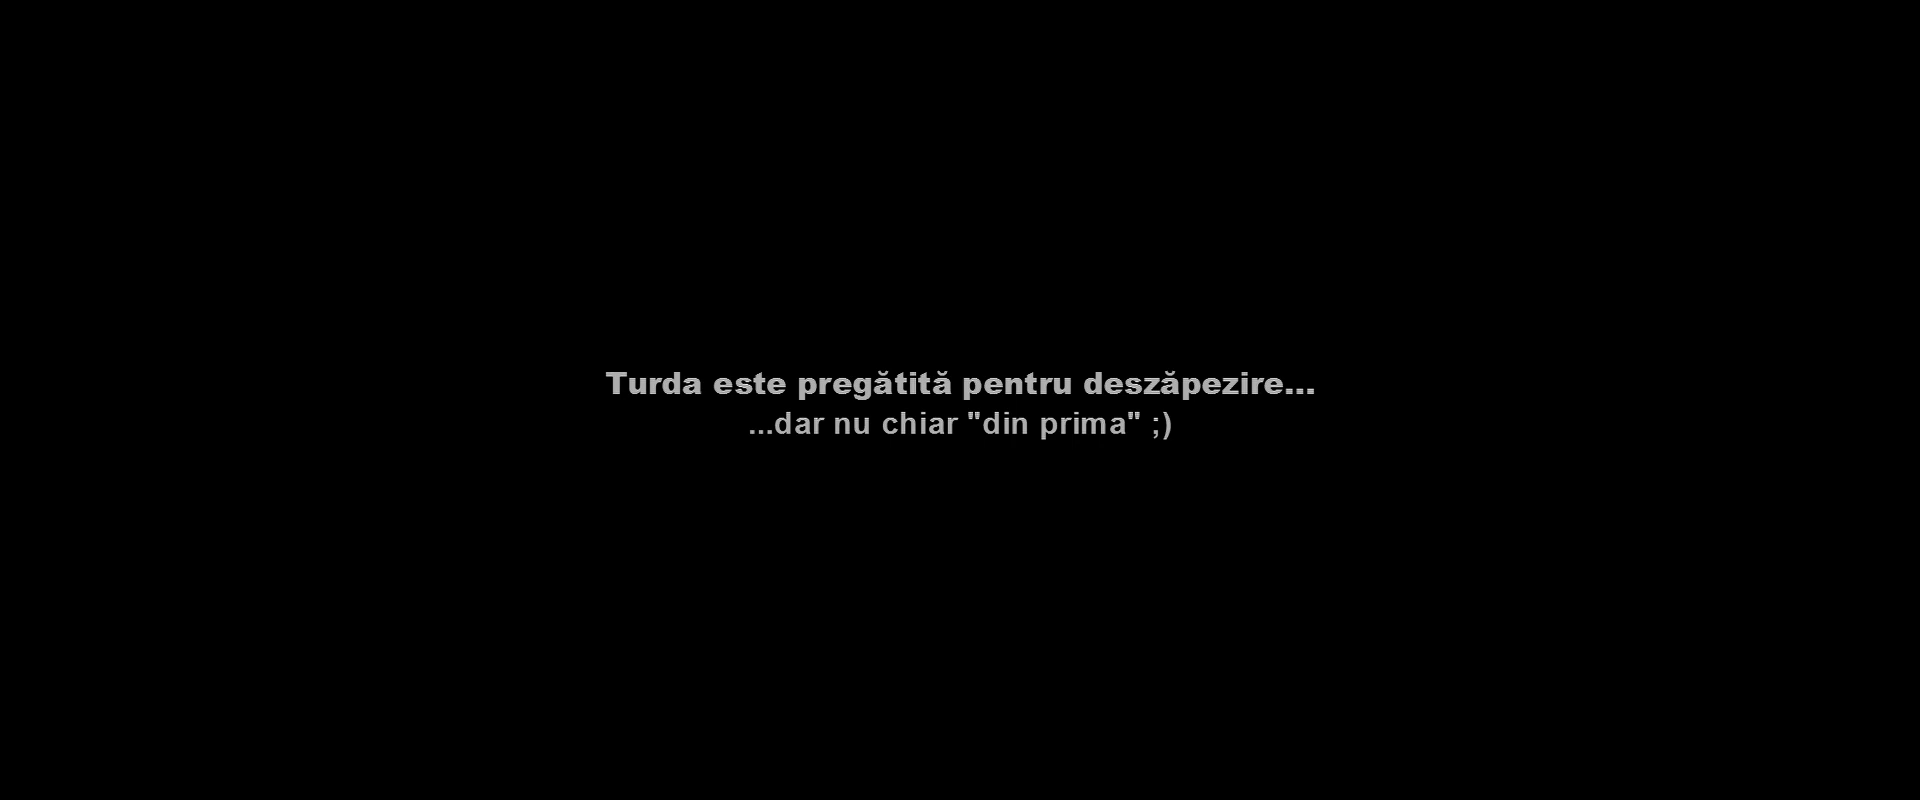 Turda este pregătită pentru deszăpezire...
...dar nu chiar "din prima" ;)